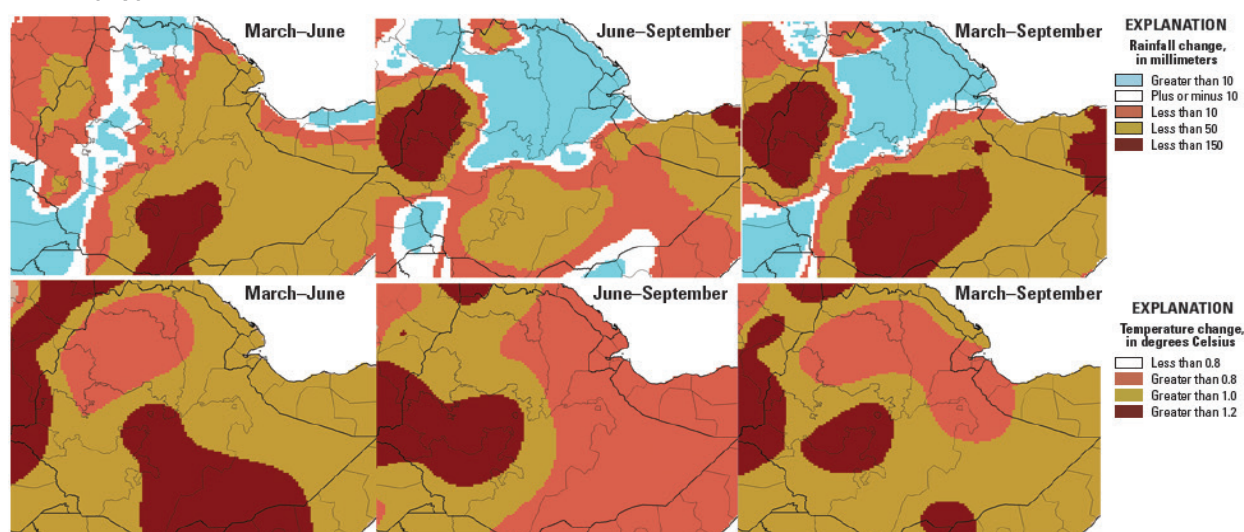 March–June
June–September
March–September
EXPLANATION
Rainfall change,
in millimeters
Greater than 10
Plus or minus 10
Less than 10
Less than 50
Less than 150
March–June
June–September
March–September
EXPLANATION
Temperature change,
in degrees Celsius
Less than 0.8
Greater than 0.8
Greater than 1.0
Greater than 1.2